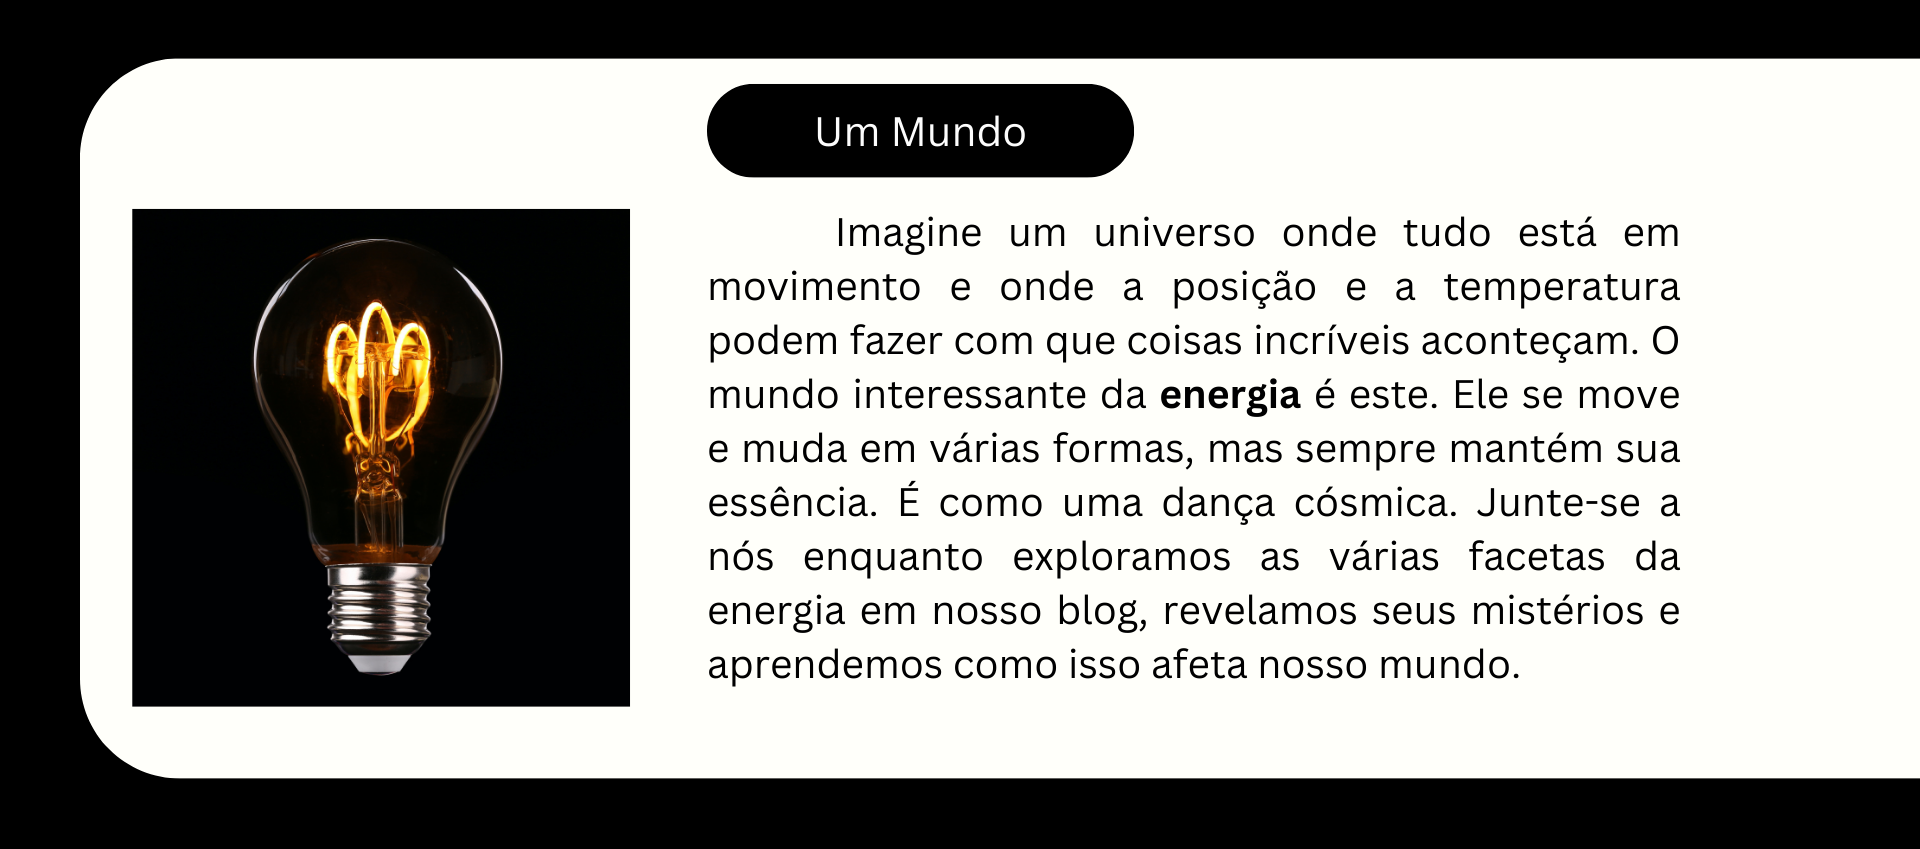 Um Mundo
Imagine um universo onde tudo está em
movimento e onde a posição e a temperatura
podem fazer com que coisas incríveis aconteçam. O
mundo interessante da energia é este. Ele se move
e muda em várias formas, mas sempre mantém sua
essência. É como uma dança cósmica. Junte-se a
nós enquanto exploramos as várias facetas da
energia em nosso blog, revelamos seus mistérios e
aprendemos como isso afeta nosso mundo.